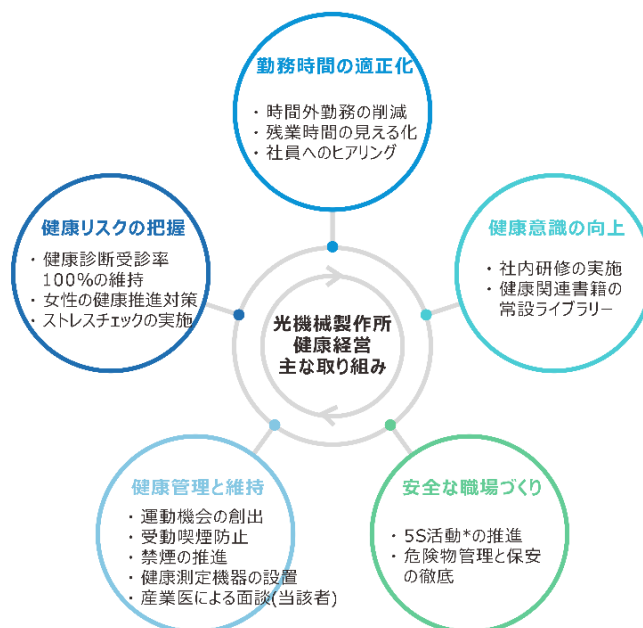 勤務時間の適正化
・ 時間外勤務の削減
・ 残業時間の見える化
・ 社員へのヒアリング
健康リスクの把握
・ 健康診断受診率
100%の維持
・ 女性の健康推進対策
・ ストレスチェックの実施
健康意識の向上
・ 社内研修の実施
・ 健康関連書籍の
常設ライブラリー
光機械製作所
健康経営
主な取り組み
健康管理と維持
・ 運動機会の創出
・ 受動喫煙防止
・ 禁煙の推進
・ 健康測定機器の設置
・ 産業医による面談(当該者)
安全な職場づくり
・ 5S活動*の推進
・ 危険物管理と保安
の徹底